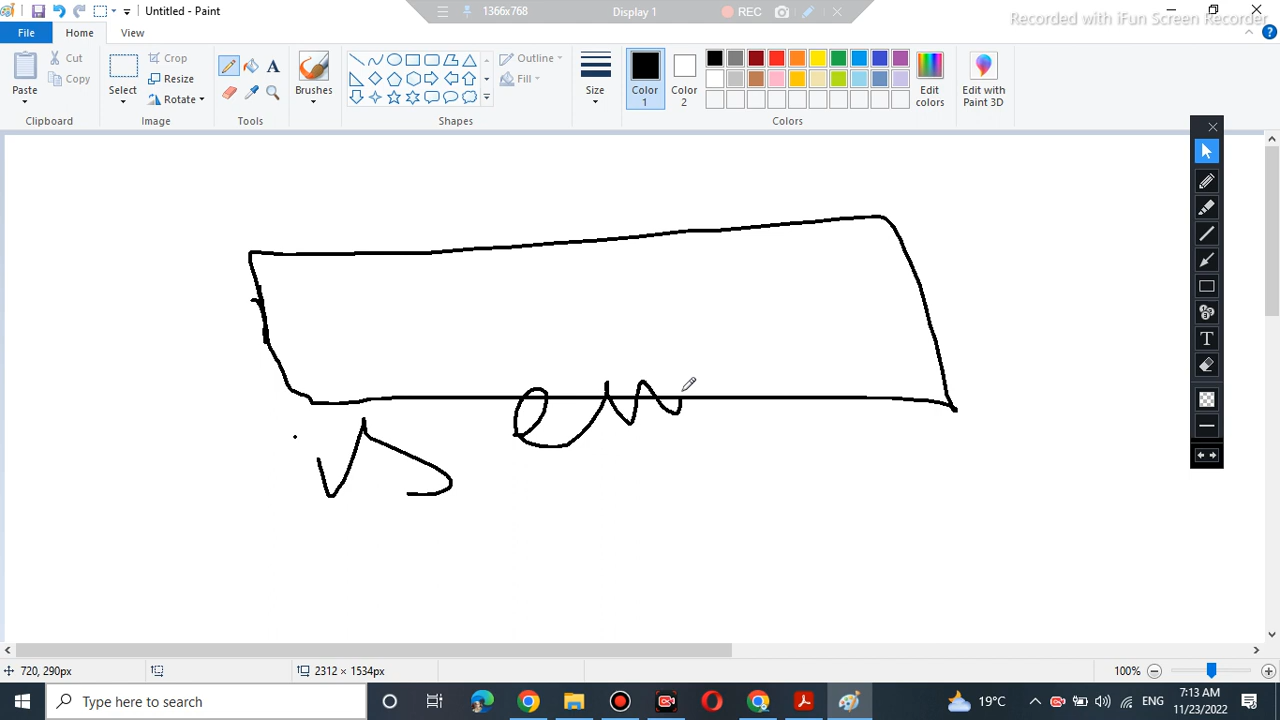 Untitled - Paint
1366x768
Display 1
REC
Recorded with iFun Screen Recorder
File
Home
View
Paste
Cut
Copy
Clipboard
Select
Crop
Resize
Rotate
Image
A
Tools
Brushes
Outline
Fill
Shapes
Size
Color 1
Color 2
Edit colors
Colors
Edit with Paint 3D
T
is
720, 290px
2312 × 1534px
100%
Type here to search
19°C
ENG
7:13 AM
11/23/2022